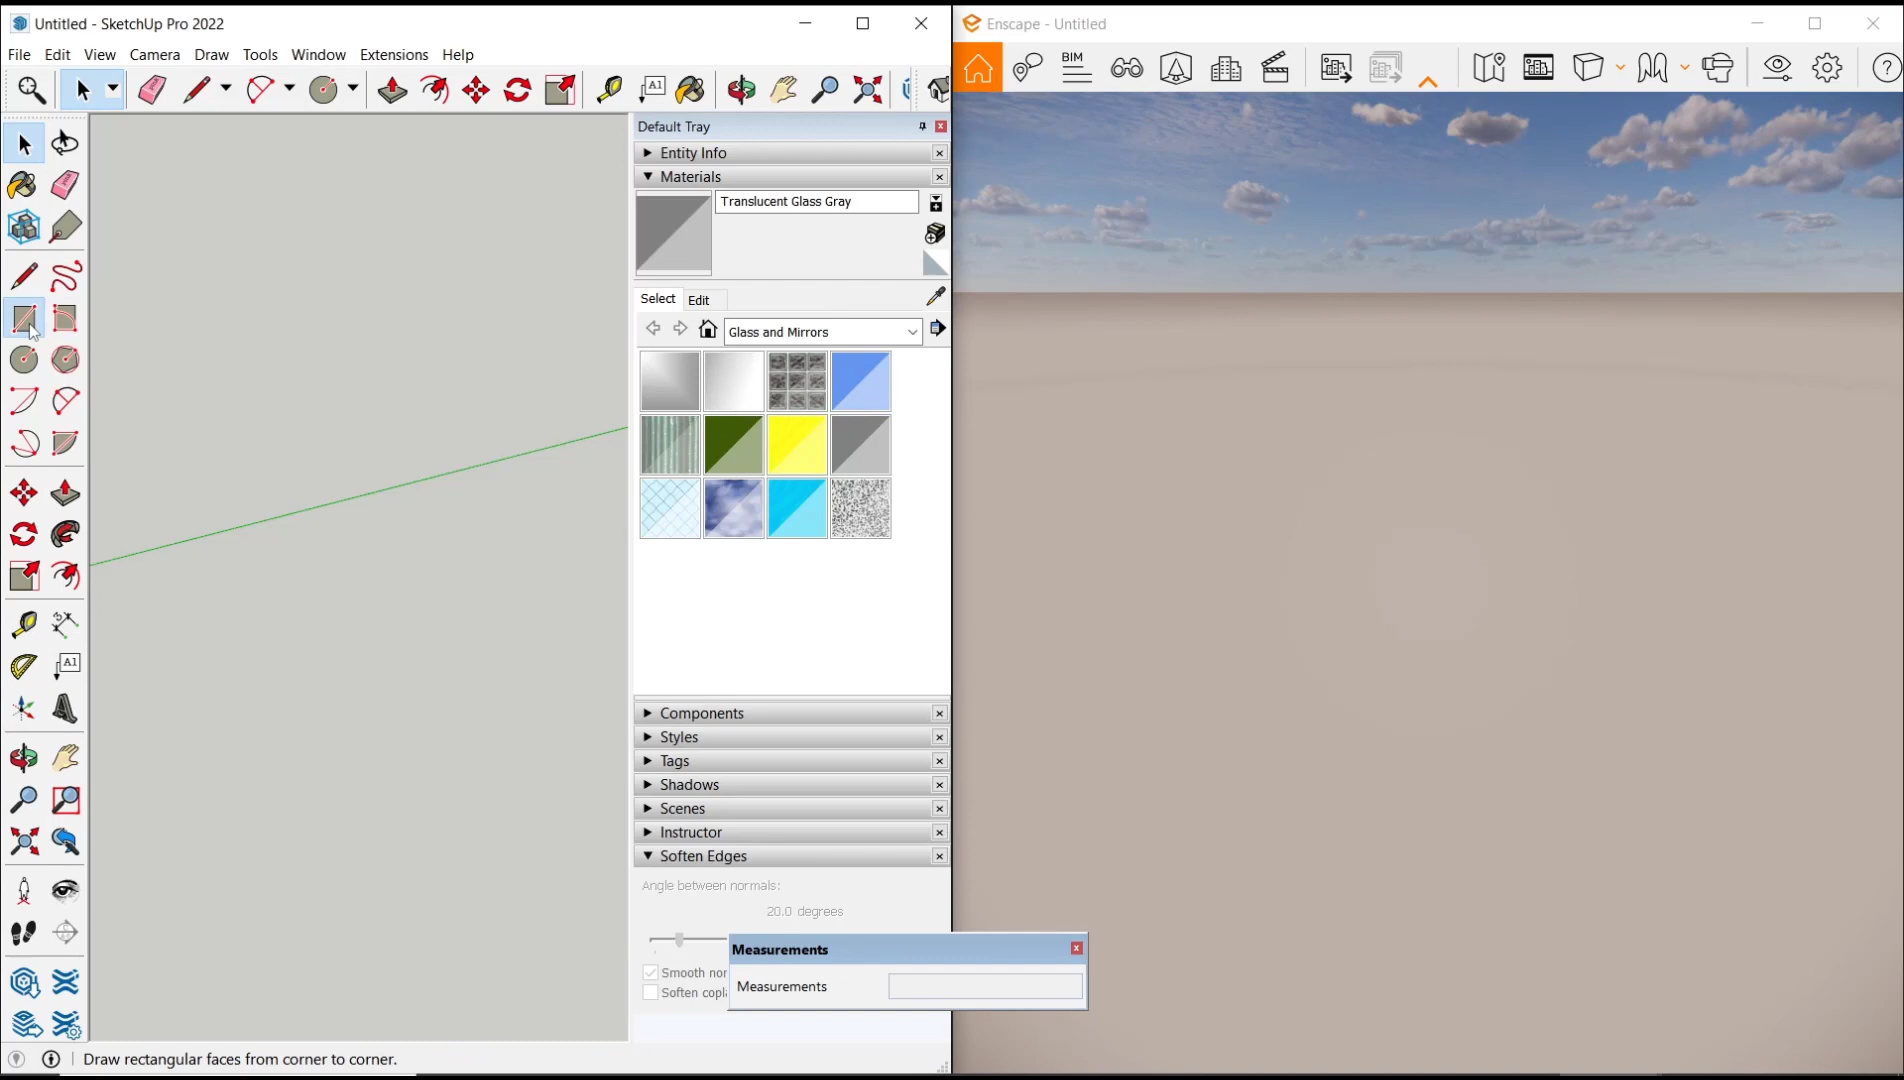 Untitled - SketchUp Pro 2022
File Edit View Camera Draw Tools Window Extensions Help
A1
Default Tray
Entity Info
Materials
Translucent Glass Gray
Select Edit
Glass and Mirrors
A1
Components
Styles
Tags
Shadows
Scenes
Instructor
Soften Edges
Angle between normals:
20.0 degrees
Smooth nor
Soften copl
Measurements
Measurements
Draw rectangular faces from corner to corner.
Enscape - Untitled
BIM